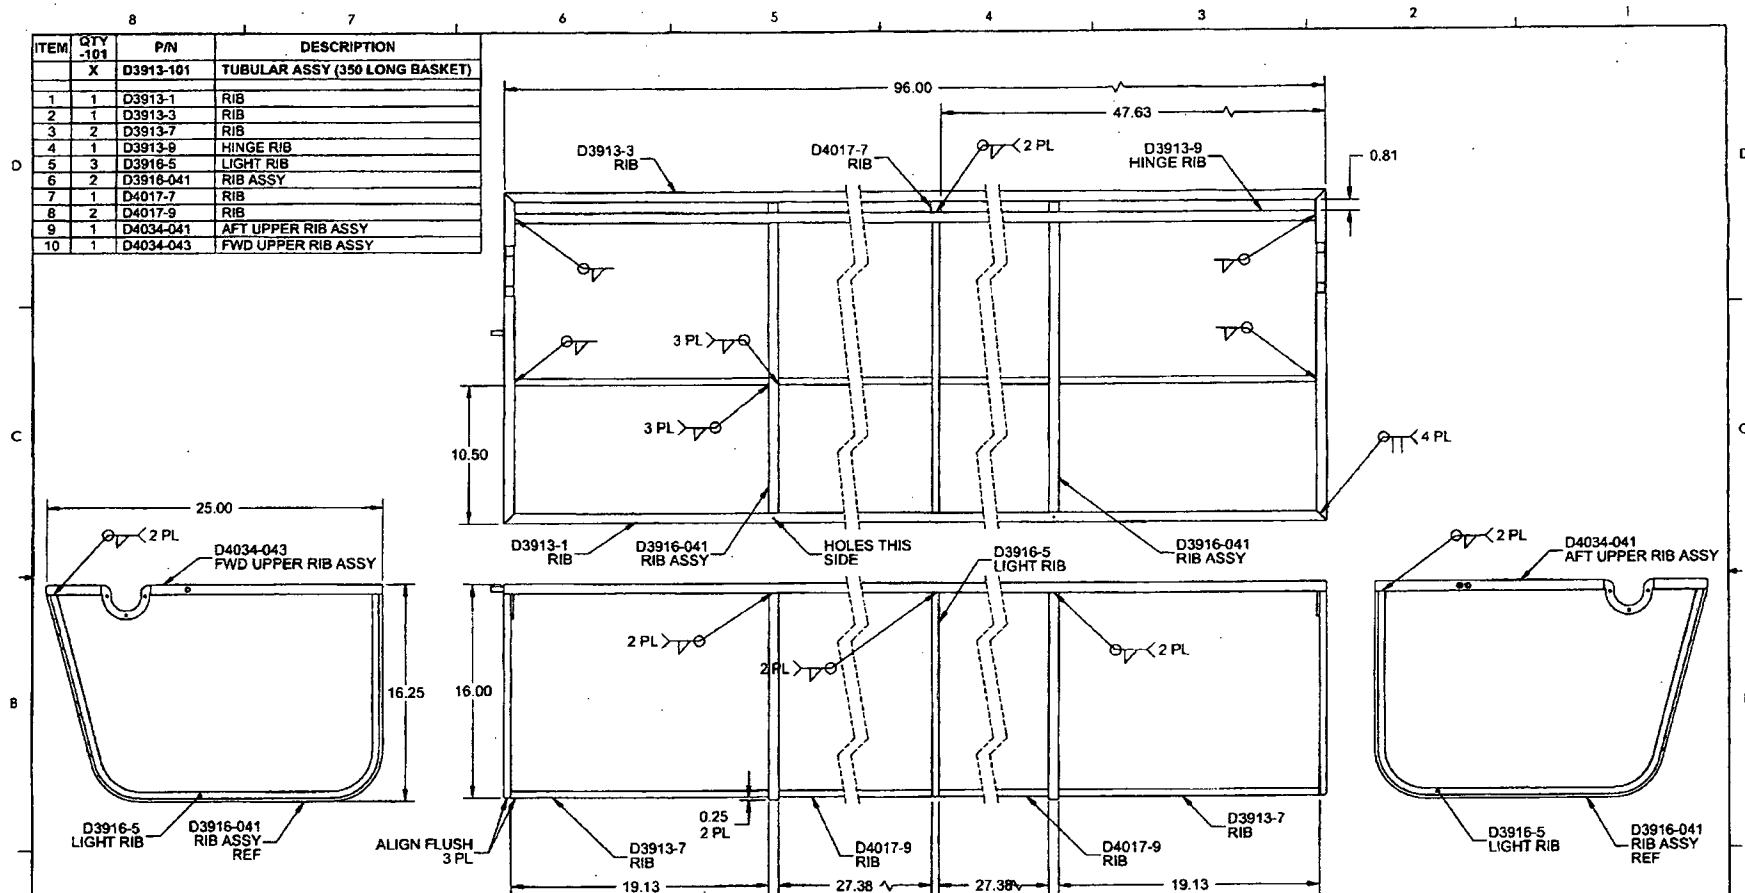 8 7 6 5 4 3 2 1
ITEM QTY -101 P/N DESCRIPTION
X D3913-101 TUBULAR ASSY (350 LONG BASKET)
1 1 D3913-1 RIB
2 1 D3913-3 RIB
3 2 D3913-7 RIB
4 1 D3913-9 HINGE RIB
5 3 D3916-5 LIGHT RIB
6 2 D3916-041 RIB ASSY
7 1 D4017-7 RIB
8 2 D4017-9 RIB
9 1 D4034-041 AFT UPPER RIB ASSY
10 1 D4034-043 FWD UPPER RIB ASSY
96.00
47.63
D3913-3
RIB
D4017-7
RIB
2 PL
D3913-9
HINGE RIB
0.81
D
3 PL
3 PL
C
10.50
4 PL
C
D3913-1
RIB
D3916-041
RIB ASSY
HOLES THIS
SIDE
D3916-5
LIGHT RIB
D3916-041
RIB ASSY
25.00
2 PL
D4034-043
FWD UPPER RIB ASSY
2 PL
D4034-041
AFT UPPER RIB ASSY
2 PL
2 PL
2 PL
B
16.25
16.00
D3916-5
LIGHT RIB
D3916-041
RIB ASSY
REF
ALIGN FLUSH
3 PL
D3913-7
RIB
0.25
2 PL
D4017-9
RIB
D4017-9
RIB
D3913-7
RIB
D3916-5
LIGHT RIB
D3916-041
RIB ASSY
REF
19.13
27.38
27.38
19.13